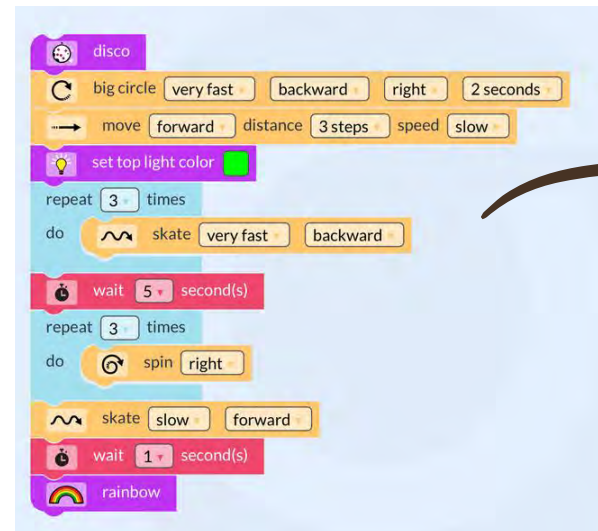 disco
big circle very fast backward right 2 seconds
move forward distance 3 steps speed slow
set top light color
repeat 3 times
do skate very fast backward
wait 5 second(s)
repeat 3 times
do spin right
skate slow forward
wait 1 second(s)
rainbow